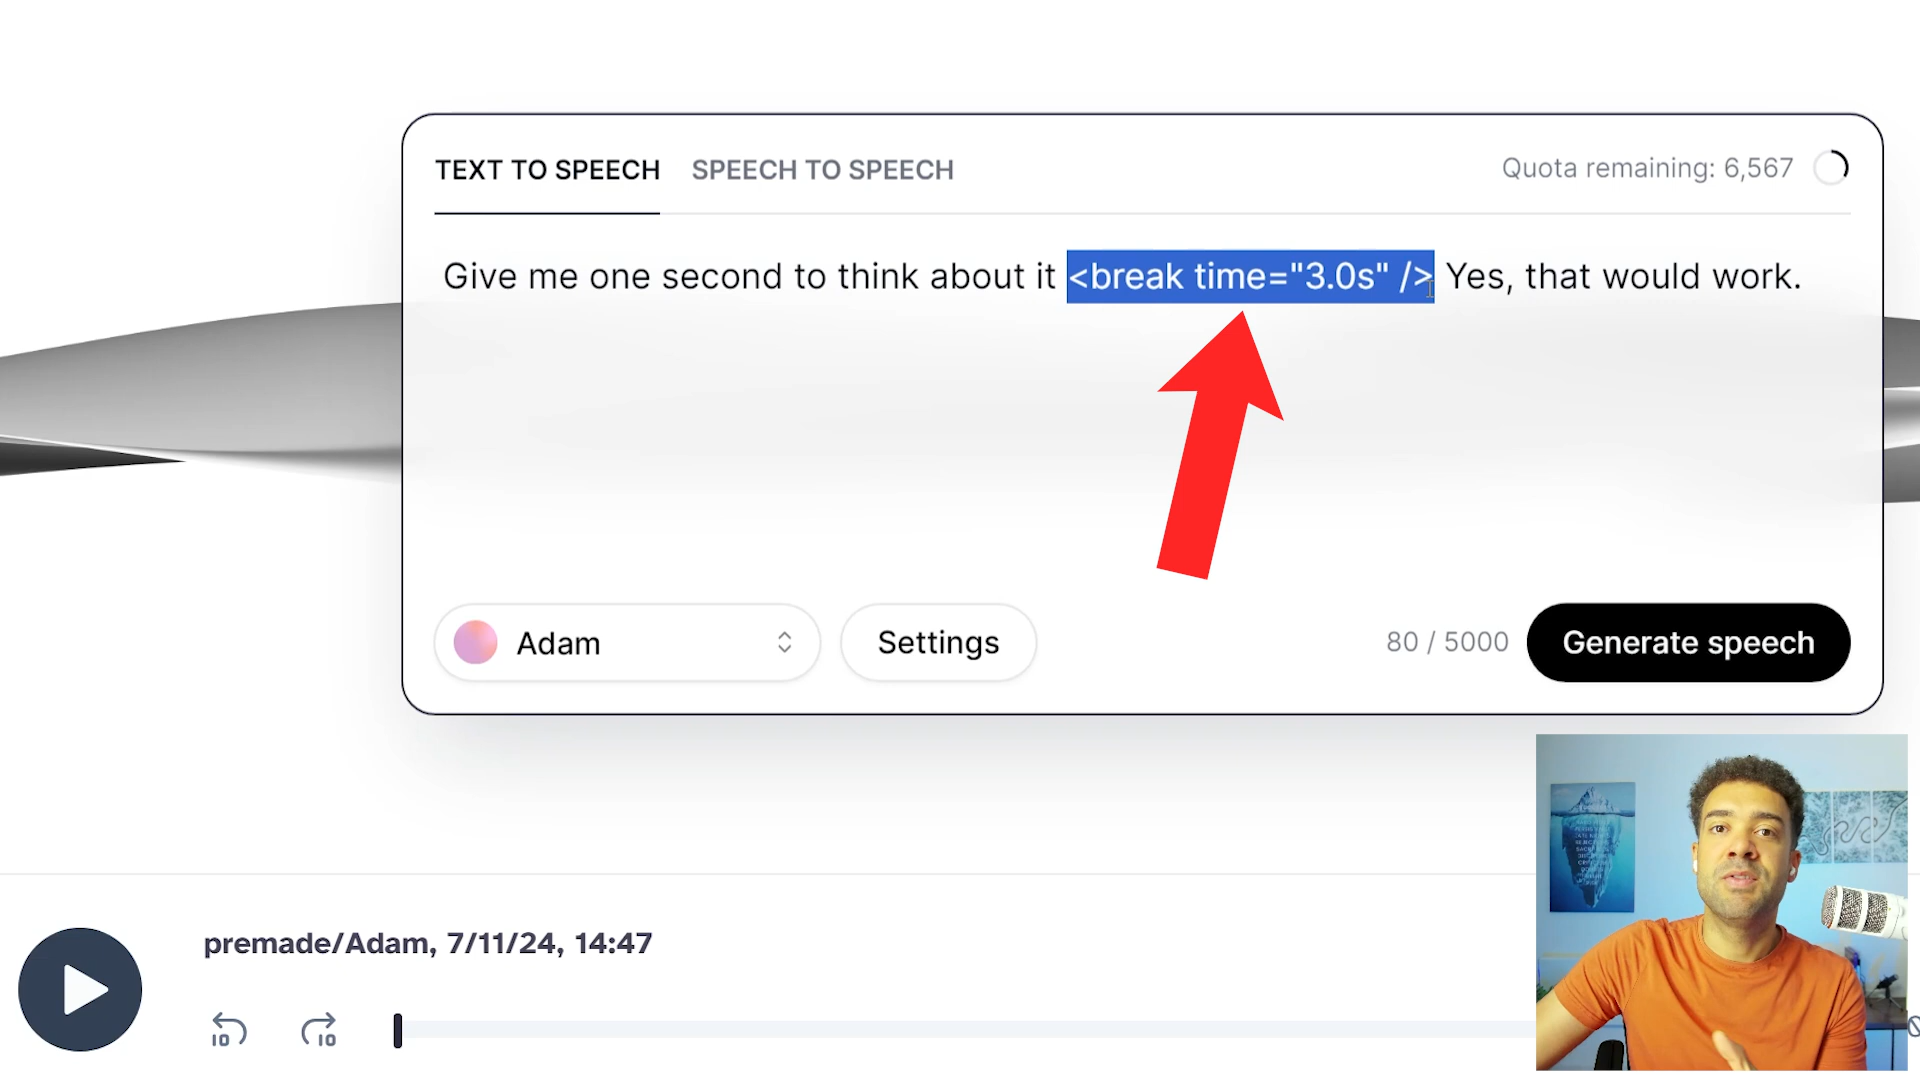 TEXT TO SPEECH SPEECH TO SPEECH Quota remaining: 6,567
Give me one second to think about it <break time="3.0s" /> Yes, that would work.
Adam Settings 80 / 5000 Generate speech
premade/Adam, 7/11/24, 14:47
10 10